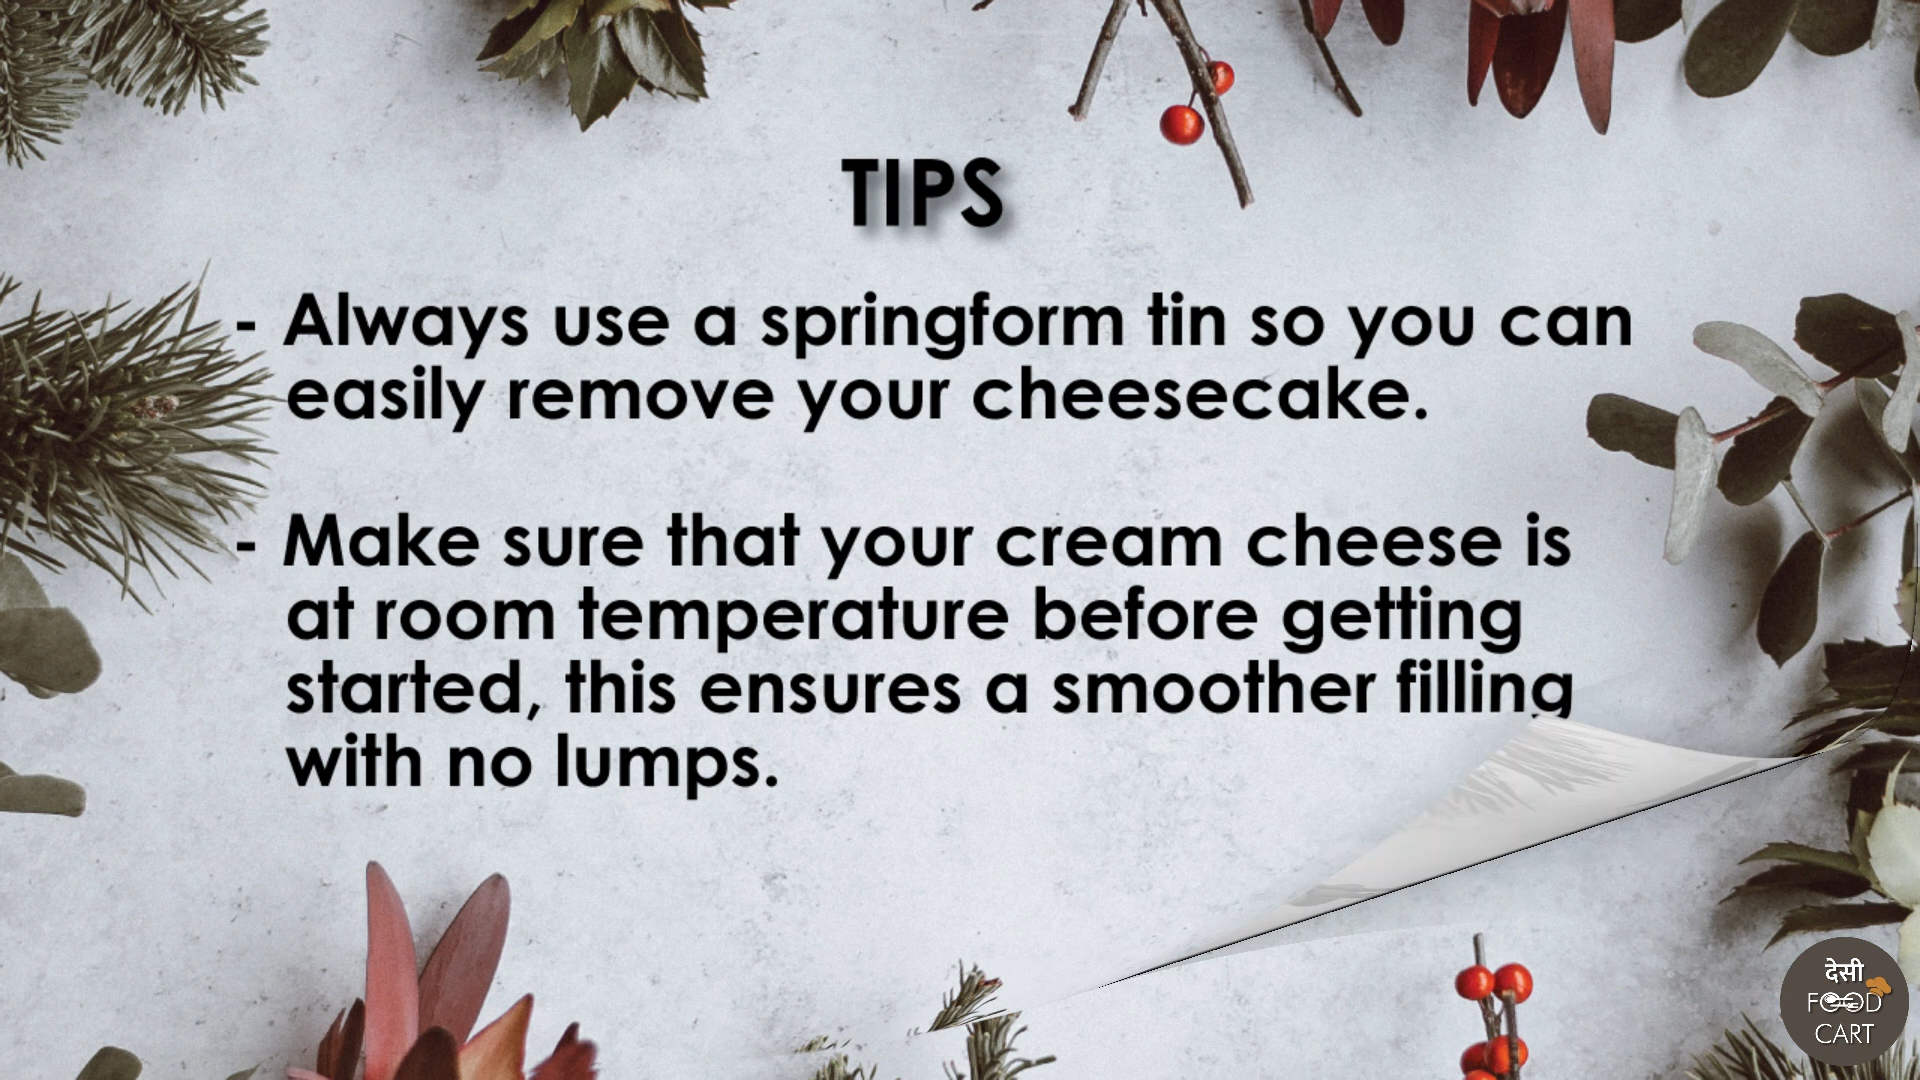 TIPS
- Always use a springform tin so you can
easily remove your cheesecake.
- Make sure that your cream cheese is
at room temperature before getting
started, this ensures a smoother filling
with no lumps.
देसी
FOOD
CART